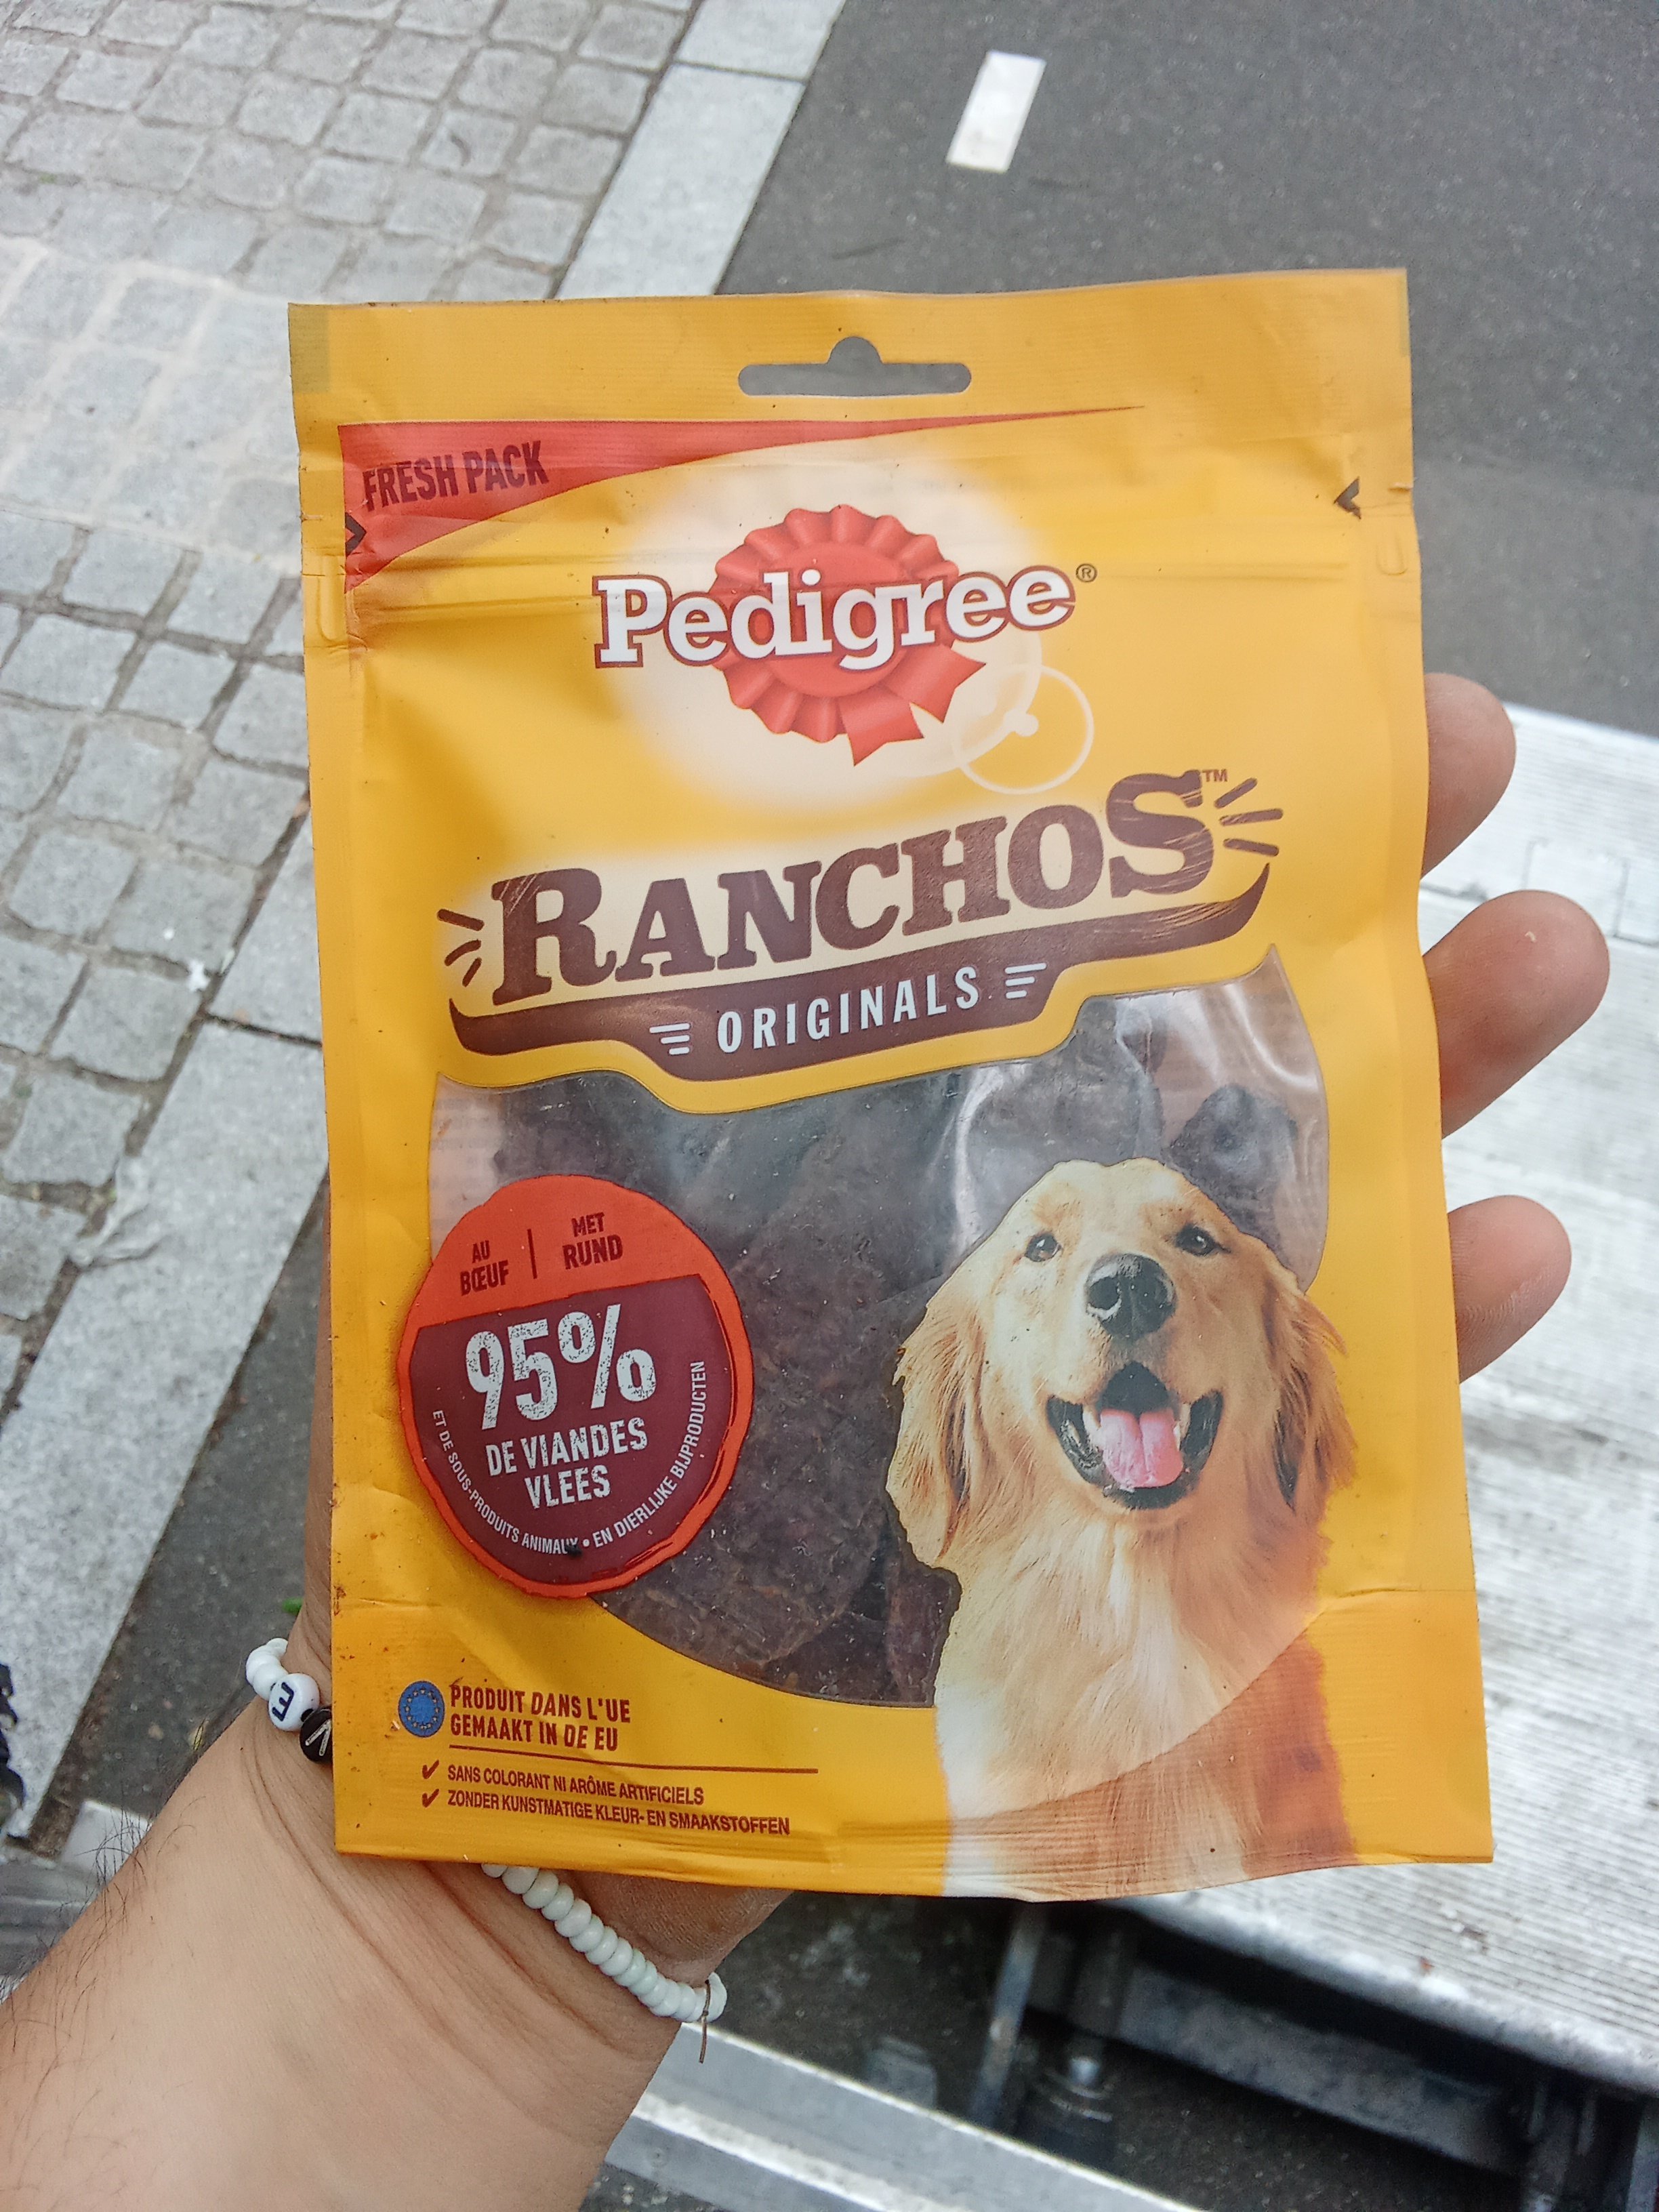 FRESH PACK
Pedigree®
RANCHOS™
ORIGINALS
AU
BŒUF
MET
RUND
95%
DE VIANDES
VLEES
ET DE SOUS-PRODUITS ANIMAUX • EN DIERLIJKE BIJPRODUCTEN
PRODUIT DANS L'UE
GEMAAKT IN DE EU
✓ SANS COLORANT NI ARÔME ARTIFICIELS
✓ ZONDER KUNSTMATIGE KLEUR- EN SMAAKSTOFFEN
E